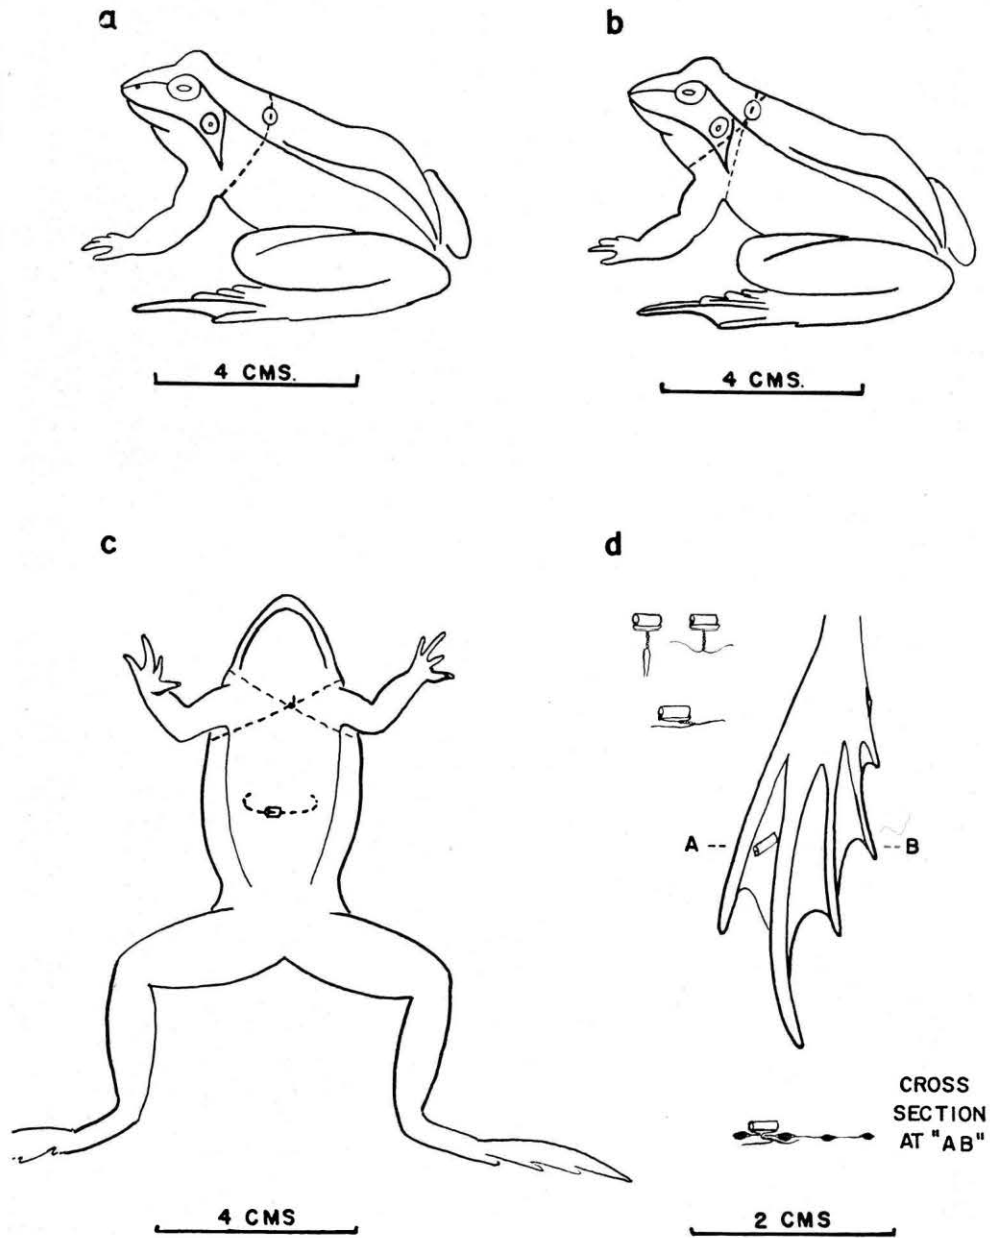 a
b
4 CMS.
4 CMS.
c
d
A -- -- B
CROSS
SECTION
AT "AB"
4 CMS
2 CMS